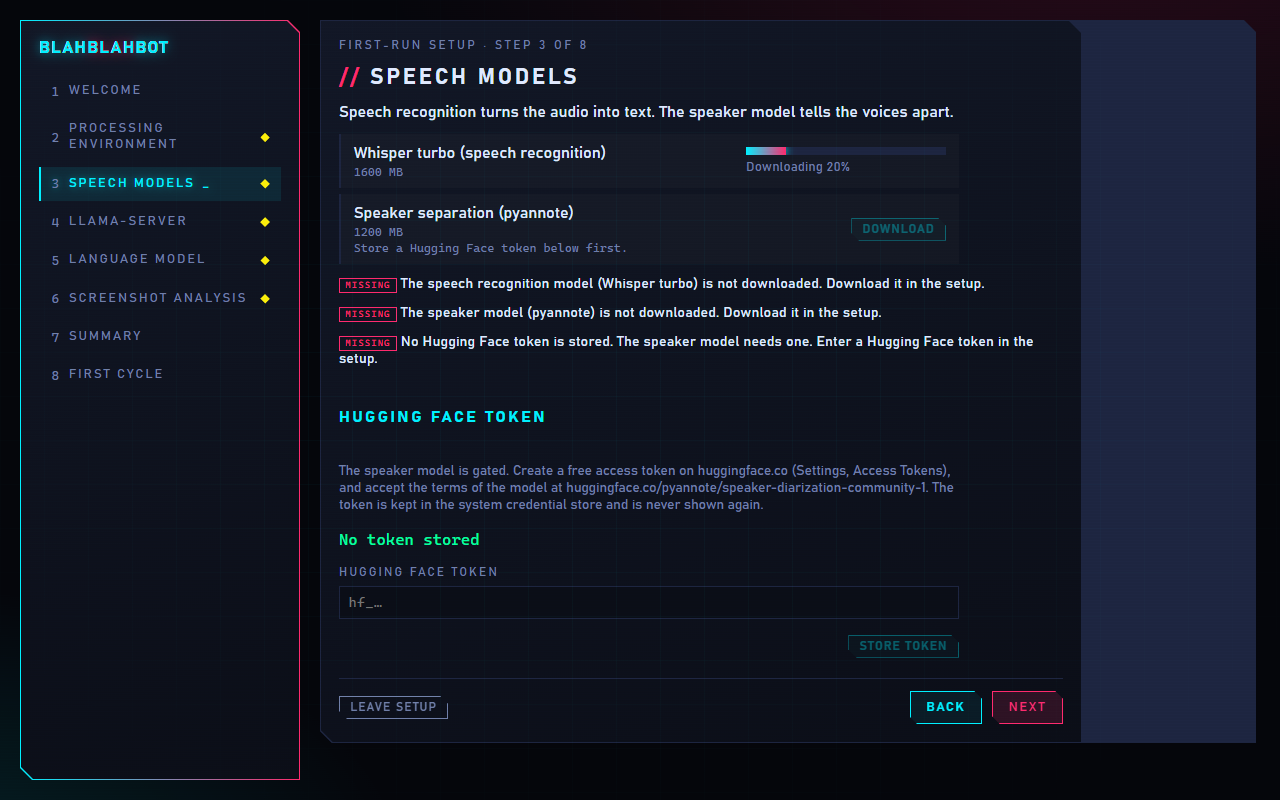 BLAHBLAHBOT
1 WELCOME
2 PROCESSING
ENVIRONMENT
3 SPEECH MODELS _
4 LLAMA-SERVER
5 LANGUAGE MODEL
6 SCREENSHOT ANALYSIS
7 SUMMARY
8 FIRST CYCLE
FIRST-RUN SETUP · STEP 3 OF 8
// SPEECH MODELS
Speech recognition turns the audio into text. The speaker model tells the voices apart.
Whisper turbo (speech recognition)
1600 MB
Downloading 20%
Speaker separation (pyannote)
1200 MB
Store a Hugging Face token below first.
DOWNLOAD
MISSING The speech recognition model (Whisper turbo) is not downloaded. Download it in the setup.
MISSING The speaker model (pyannote) is not downloaded. Download it in the setup.
MISSING No Hugging Face token is stored. The speaker model needs one. Enter a Hugging Face token in the
setup.
HUGGING FACE TOKEN
The speaker model is gated. Create a free access token on huggingface.co (Settings, Access Tokens),
and accept the terms of the model at huggingface.co/pyannote/speaker-diarization-community-1. The
token is kept in the system credential store and is never shown again.
No token stored
HUGGING FACE TOKEN
hf_…
STORE TOKEN
LEAVE SETUP
BACK
NEXT